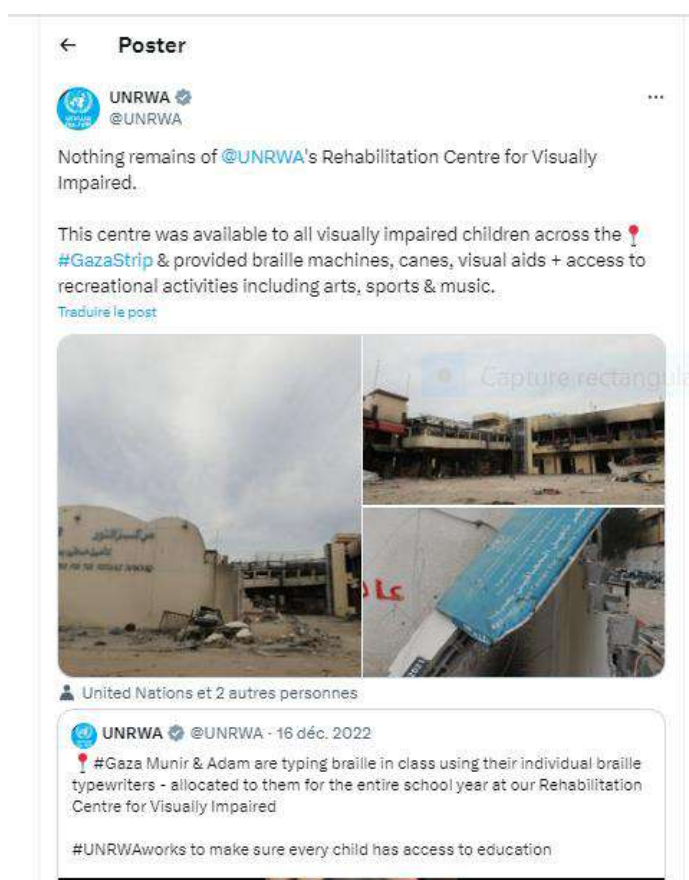 Poster
UNRWA
@UNRWA
Nothing remains of @UNRWA's Rehabilitation Centre for Visually
Impaired.
This centre was available to all visually impaired children across the
#GazaStrip & provided braille machines, canes, visual aids + access to
recreational activities including arts, sports & music.
Traduire le post
Capture rectangula
مركز النور
United Nations et 2 autres personnes
UNRWA @UNRWA · 16 déc. 2022
#Gaza Munir & Adam are typing braille in class using their individual braille
typewriters - allocated to them for the entire school year at our Rehabilitation
Centre for Visually Impaired
#UNRWAworks to make sure every child has access to education